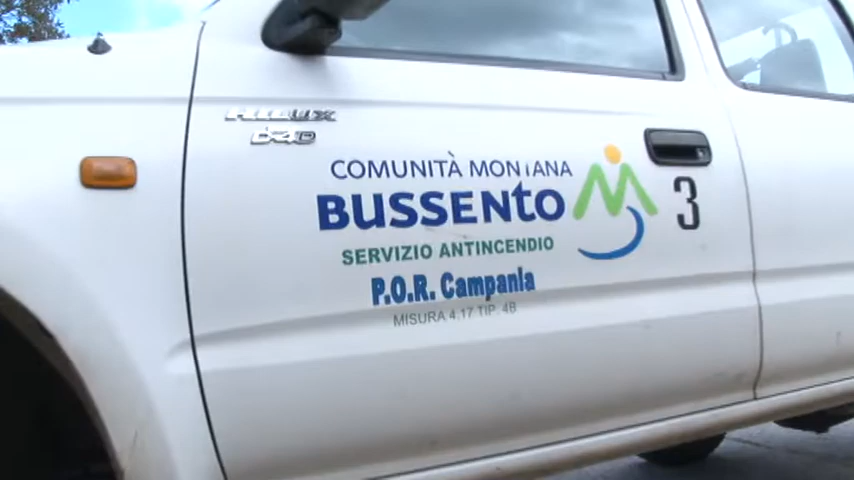 HILUX
D4D
COMUNITÀ MONTANA
BUSSENtO
3
SERVIZIO ANTINCENDIO
P.O.R. Campania
MISURA 4.17 TIP. 4B